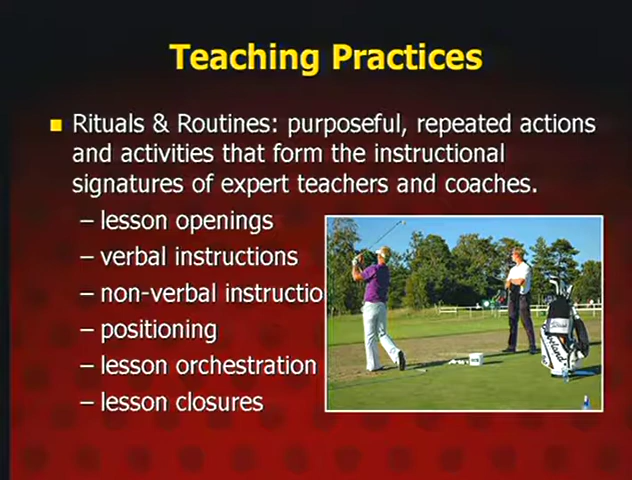 Teaching Practices
Rituals & Routines: purposeful, repeated actions
and activities that form the instructional
signatures of expert teachers and coaches.
– lesson openings
– verbal instructions
– non-verbal instructio
– positioning
– lesson orchestration
– lesson closures